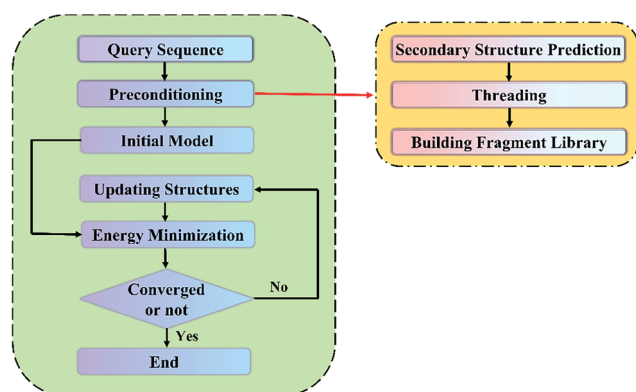 Query Sequence
Preconditioning
Initial Model
Updating Structures
Energy Minimization
Converged
or not
No
Yes
End
Secondary Structure Prediction
Threading
Building Fragment Library